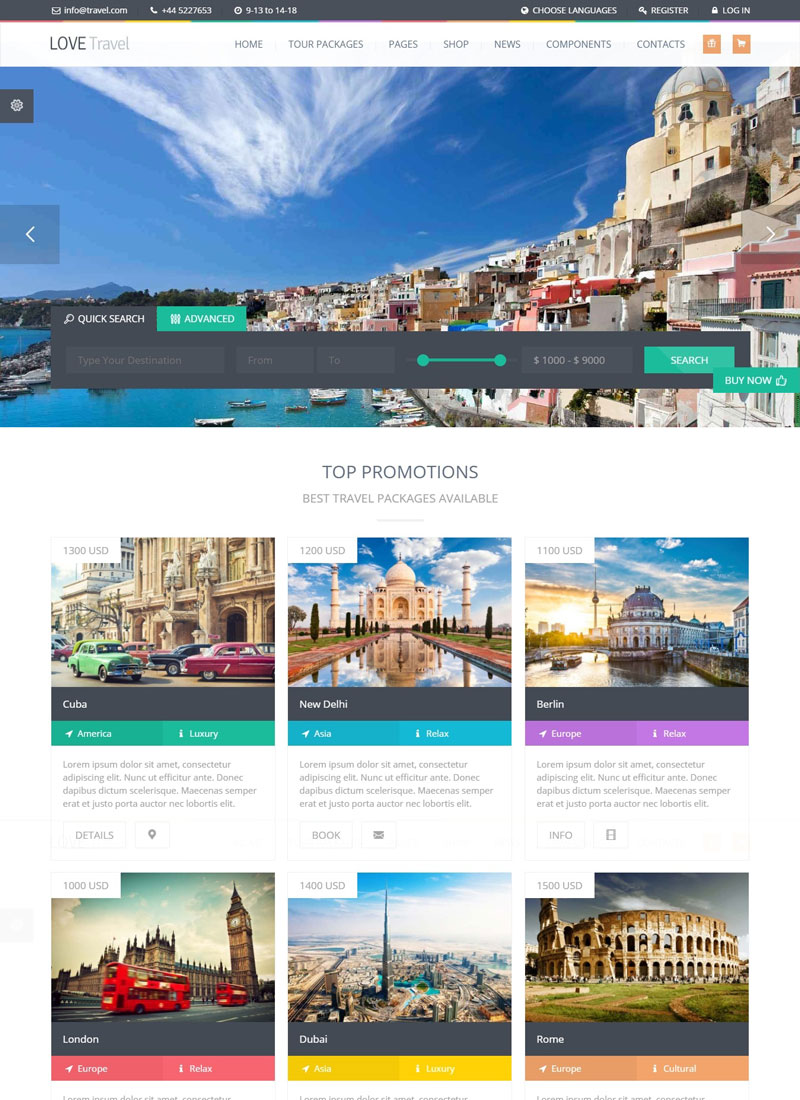 info@travel.com +44 5227653 9-13 to 14-18 CHOOSE LANGUAGES REGISTER LOG IN
LOVE Travel HOME TOUR PACKAGES PAGES SHOP NEWS COMPONENTS CONTACTS
QUICK SEARCH ADVANCED
Type Your Destination From To $ 1000 - $ 9000 SEARCH
BUY NOW
TOP PROMOTIONS
BEST TRAVEL PACKAGES AVAILABLE
1300 USD 1200 USD 1100 USD
Cuba New Delhi Berlin
America Luxury Asia Relax Europe Relax
Lorem ipsum dolor sit amet, consectetur
adipiscing elit. Nunc ut efficitur ante. Donec
dapibus dictum scelerisque. Maecenas semper
erat et justo porta auctor nec lobortis elit.
Lorem ipsum dolor sit amet, consectetur
adipiscing elit. Nunc ut efficitur ante. Donec
dapibus dictum scelerisque. Maecenas semper
erat et justo porta auctor nec lobortis elit.
Lorem ipsum dolor sit amet, consectetur
adipiscing elit. Nunc ut efficitur ante. Donec
dapibus dictum scelerisque. Maecenas semper
erat et justo porta auctor nec lobortis elit.
DETAILS BOOK INFO
1000 USD 1400 USD 1500 USD
London Dubai Rome
Europe Relax Asia Luxury Europe Cultural
Lorem ipsum dolor sit amet, consectetur
Lorem ipsum dolor sit amet, consectetur
Lorem ipsum dolor sit amet, consectetur